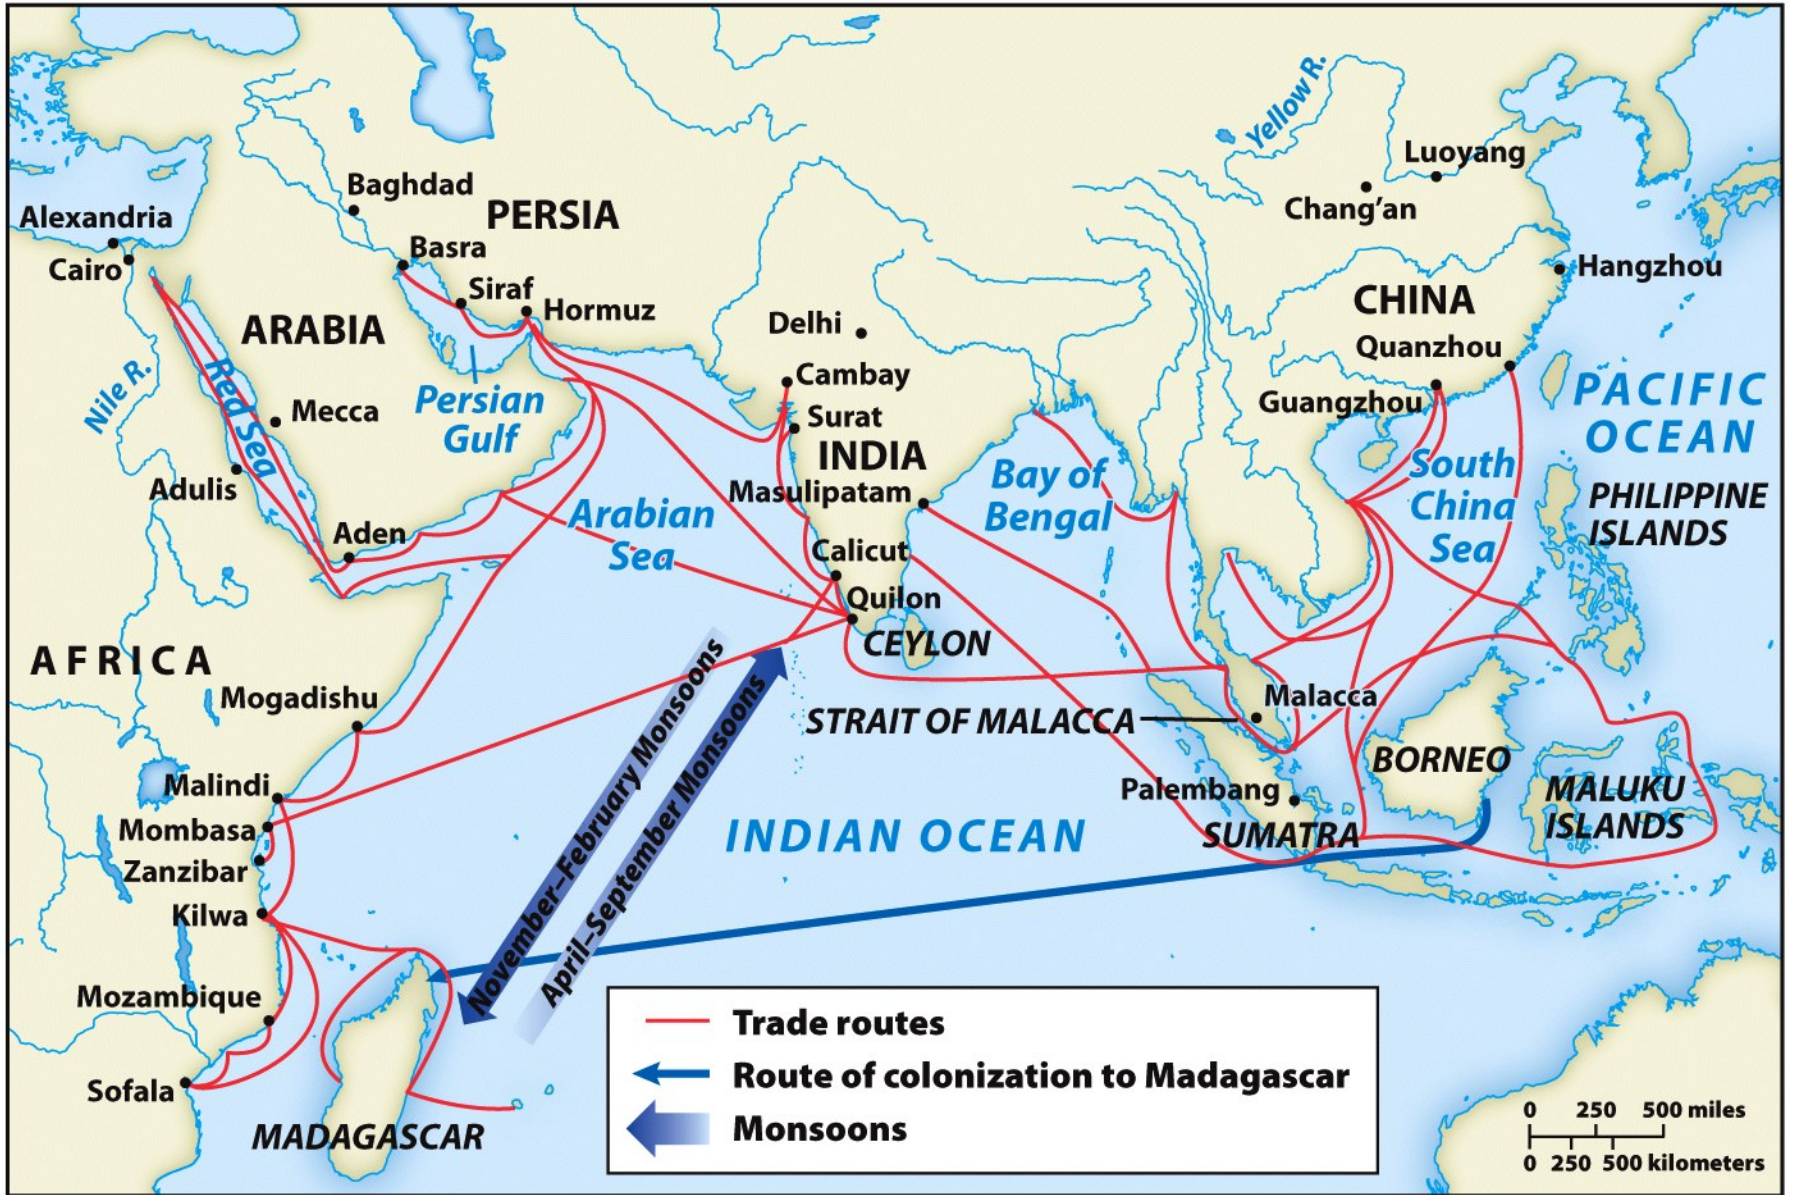 Yellow R.
Luoyang
Chang'an
Baghdad
PERSIA
Alexandria
Basra
Cairo
Hangzhou
Siraf
Hormuz
CHINA
ARABIA
Delhi
Quanzhou
Nile R.
Red Sea
Persian
Gulf
Cambay
PACIFIC
OCEAN
Mecca
Surat
Guangzhou
INDIA
Bay of
Bengal
South
China
Sea
Adulis
Masulipatam
PHILIPPINE
ISLANDS
Arabian
Sea
Aden
Calicut
Quilon
CEYLON
AFRICA
Mogadishu
Malacca
STRAIT OF MALACCA
November–February Monsoons
April–September Monsoons
BORNEO
Malindi
Palembang
MALUKU
ISLANDS
Mombasa
INDIAN OCEAN
SUMATRA
Zanzibar
Kilwa
Mozambique
Sofala
MADAGASCAR
Trade routes
Route of colonization to Madagascar
Monsoons
0 250 500 miles
0 250 500 kilometers